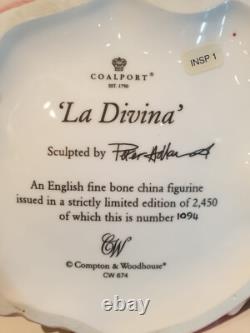 INSP 1
COALPORT®
EST. 1750
'La Divina'
Sculpted by
An English fine bone china figurine
issued in a strictly limited edition of 2,450
of which this is number 1094
CW
© Compton & Woodhouse®
CW 674
128701